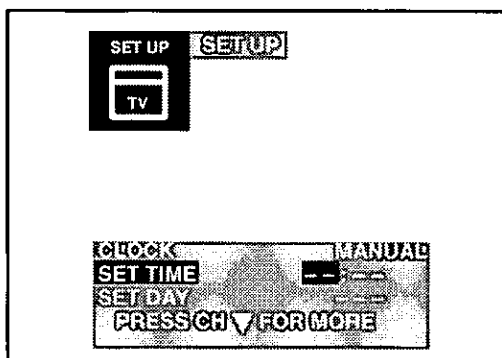 SET UP SET UP
TV
CLOCK MANUAL
SET TIME --:--
SET DAY ---
PRESS CH ▽ FOR MORE